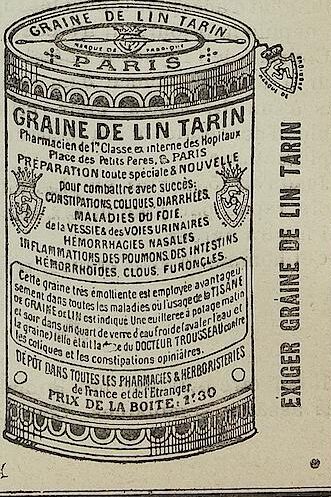 GRAINE DE LIN TARIN
MARQUE DE FABRIQUE
PARIS
GRAINE DE LIN TARIN
Pharmacien de 1re Classe ex interne des Hopitaux
Place des Petits Peres, 9, PARIS
PREPARATION toute spéciale & NOUVELLE
pour combattre avec succès:
CONSTIPATIONS, COLIQUES, DIARRHÉES,
MALADIES DU FOIE,
de la VESSIE & des VOIES URINAIRES
HÉMORRHAGIES NASALES
INFLAMMATIONS DES POUMONS, DES INTESTINS
HÉMORRHOÏDES, CLOUS, FURONCLES.
Cette graine très émolliente est employée avantageu-
sement dans toutes les maladies où l'usage de la TISANE
DE GRAINE DE LIN est indiqué Une cuilleree à potage matin
et soir dans un quart de verre d'eau froide (avaler l'eau et
la graine) telle était la du DOCTEUR TROUSSEAU contre
les coliques et les constipations opiniâtres.
DÉPÔT DANS TOUTES LES PHARMACIES & HERBORISTERIES
de France et de l'Etranger
PRIX DE LA BOITE: 1f30
EXIGER GRAINE DE LIN TARIN